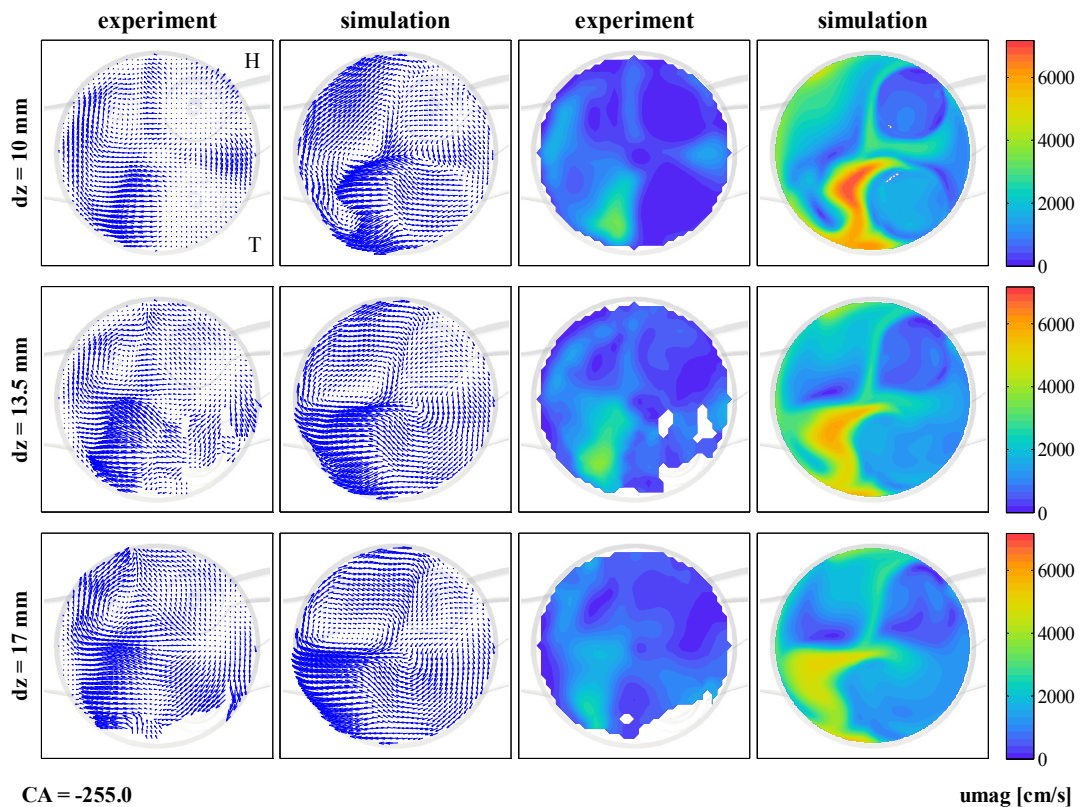 experiment simulation experiment simulation
dz = 10 mm
H
T
6000
4000
2000
0
dz = 13.5 mm
6000
4000
2000
0
dz = 17 mm
6000
4000
2000
0
CA = -255.0 umag [cm/s]